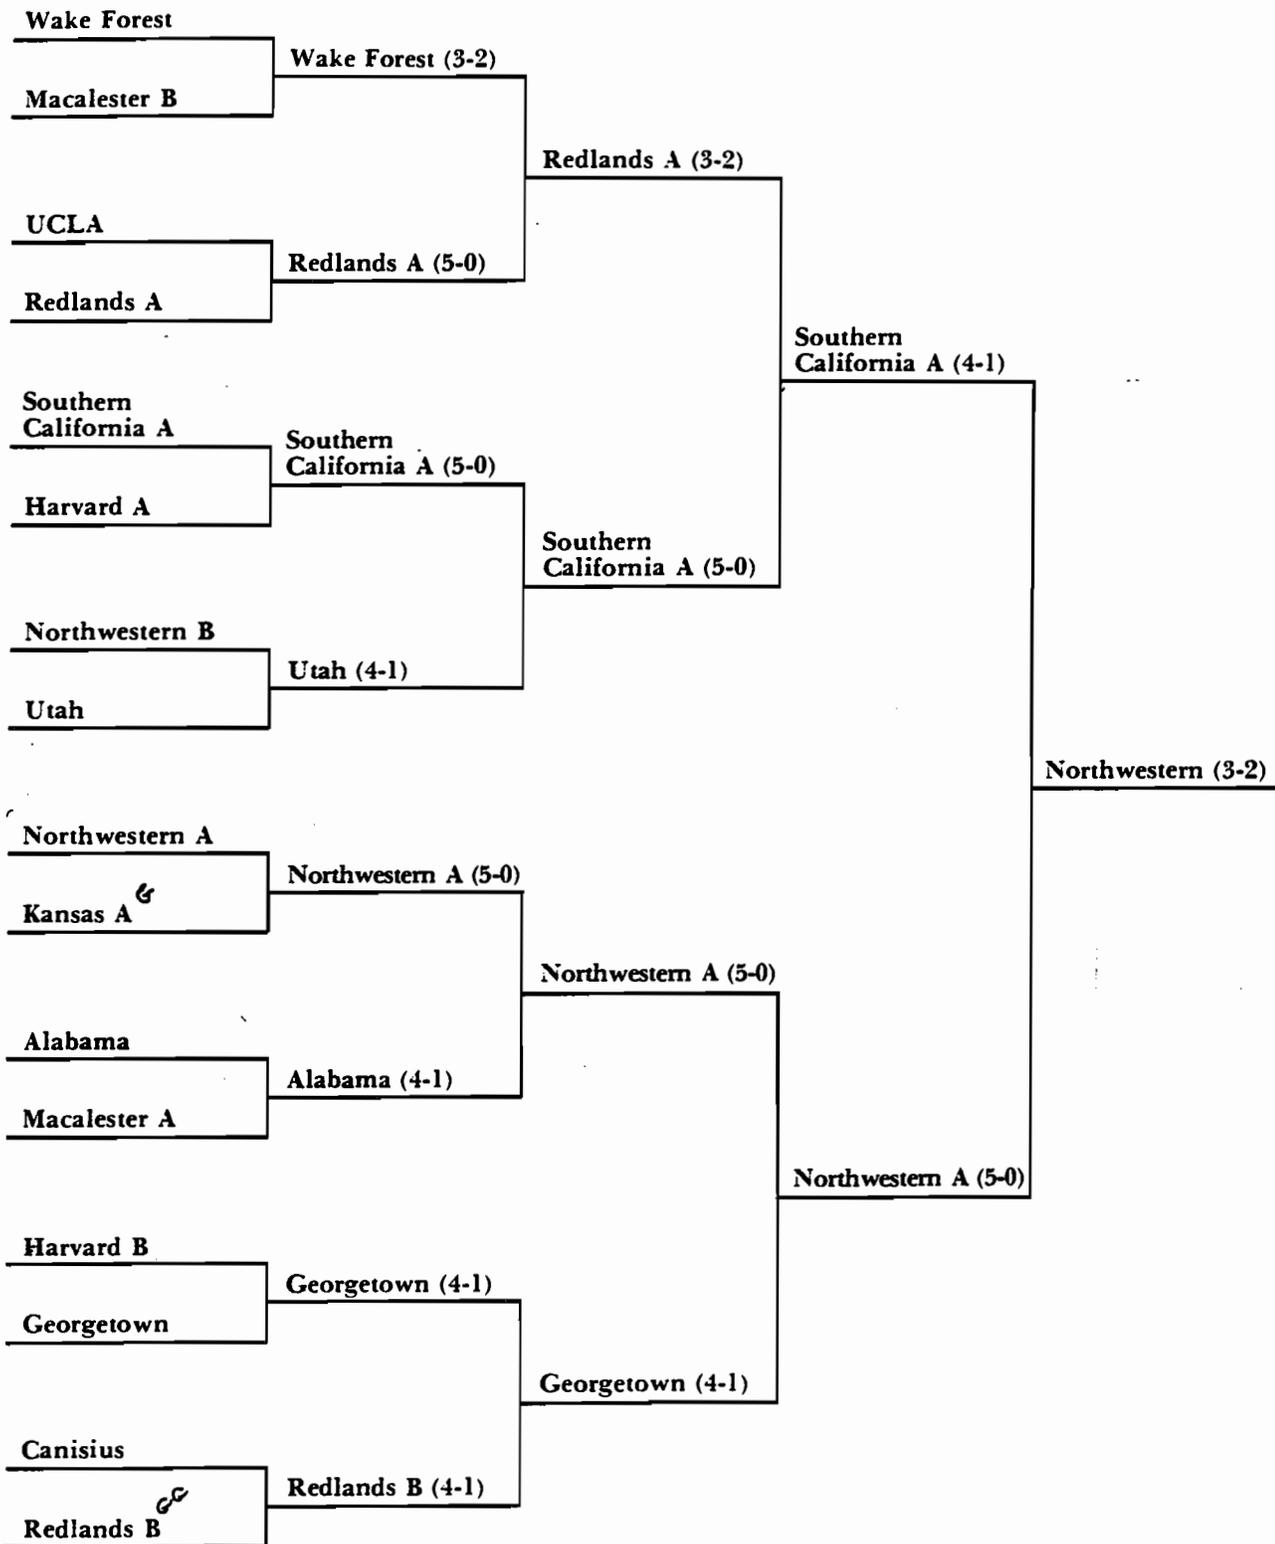 Wake Forest
Macalester B
UCLA
Redlands A
Southern
California A
Harvard A
Northwestern B
Utah
Northwestern A
Kansas A
Alabama
Macalester A
Harvard B
Georgetown
Canisius
Redlands B
Wake Forest (3-2)
Redlands A (5-0)
Southern
California A (5-0)
Utah (4-1)
Northwestern A (5-0)
Alabama (4-1)
Georgetown (4-1)
Redlands B (4-1)
Redlands A (3-2)
Southern
California A (5-0)
Northwestern A (5-0)
Georgetown (4-1)
Southern
California A (4-1)
Northwestern A (5-0)
Northwestern (3-2)